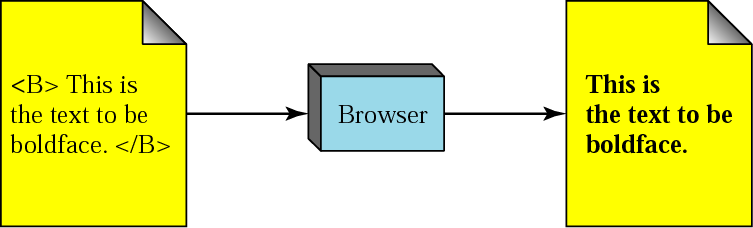 <B> This is
the text to be
boldface. </B>
Browser
This is
the text to be
boldface.